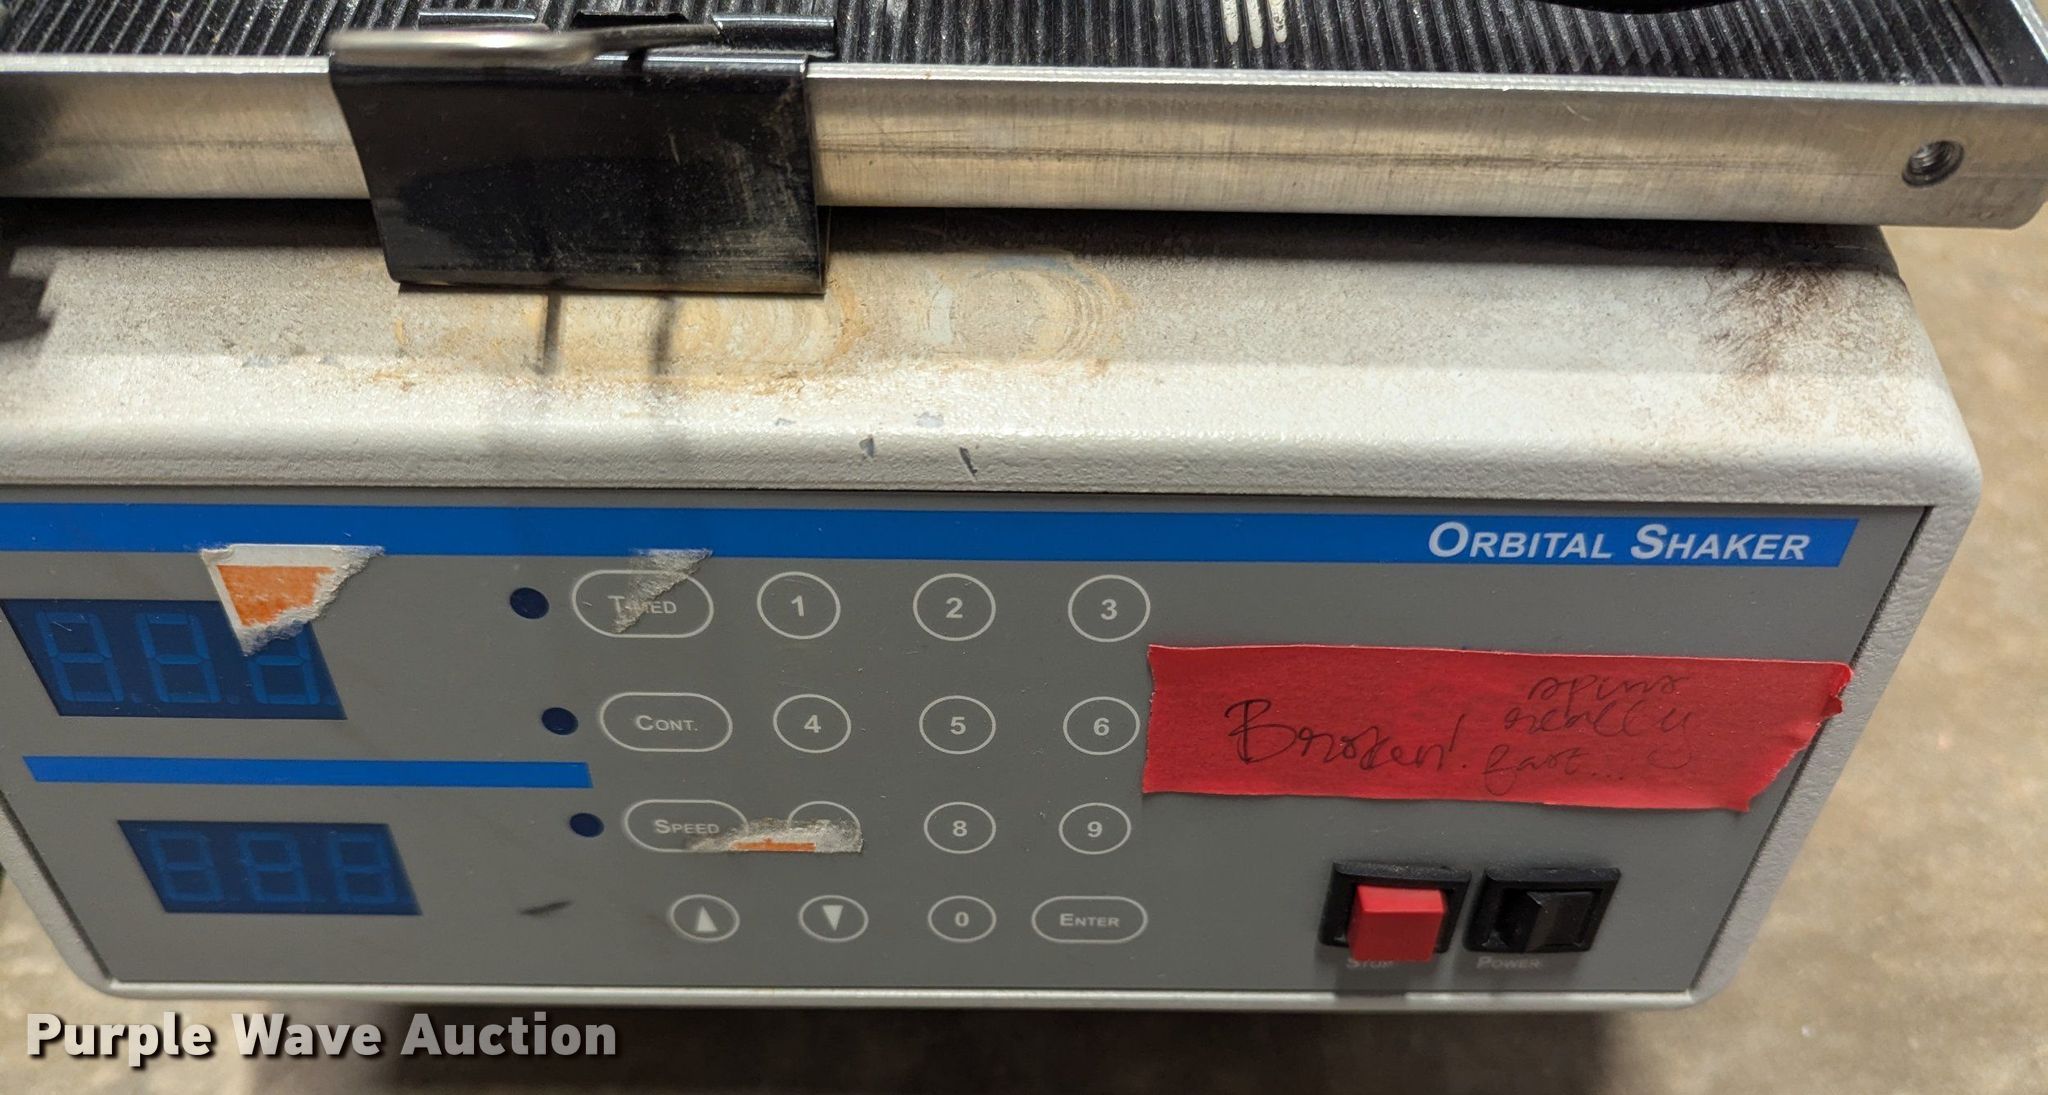 ORBITAL SHAKER
TIMED 1 2 3
CONT. 4 5 6
Broken! spins
really
fast...
SPEED 7 8 9
0 ENTER
STOP POWER
Purple Wave Auction